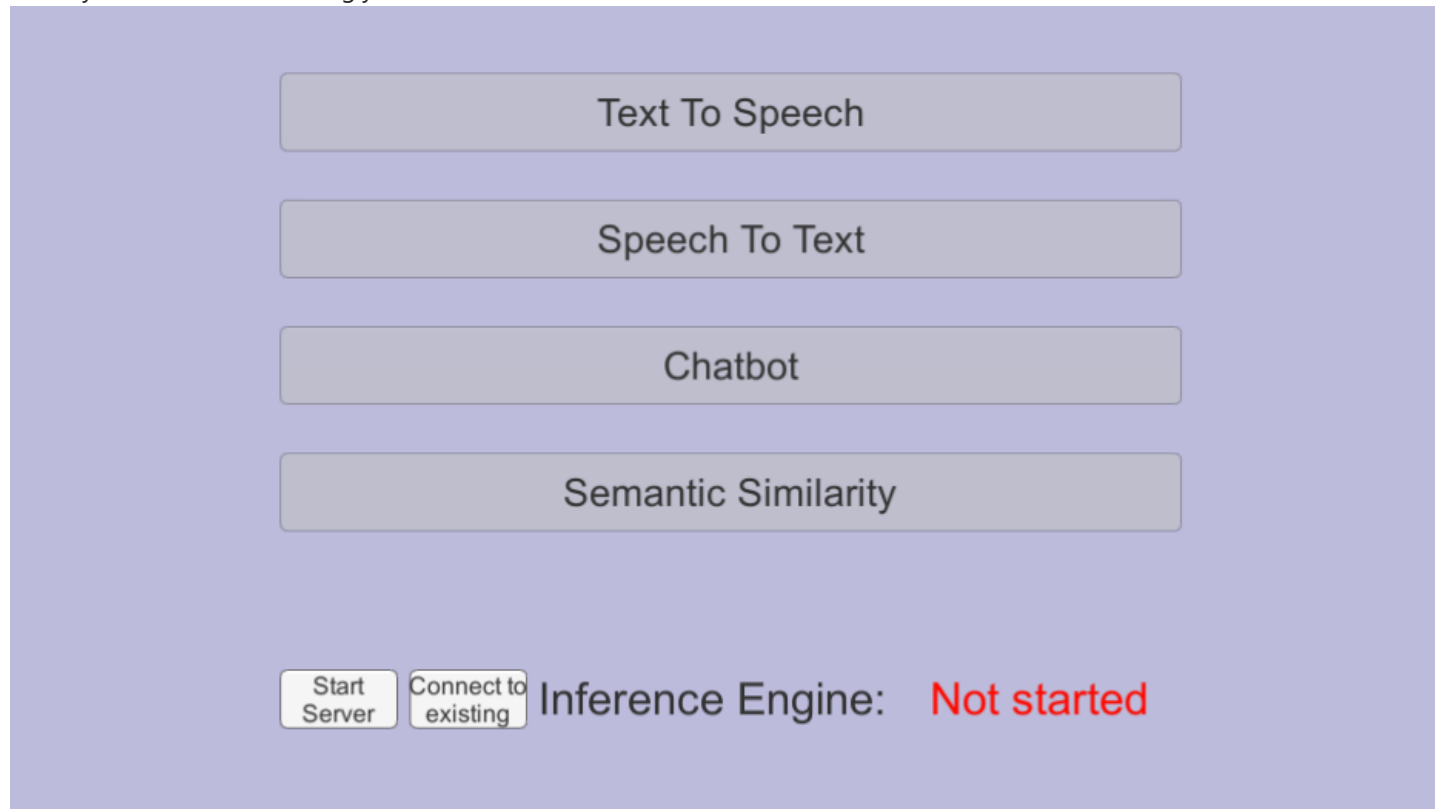 Text To Speech
Speech To Text
Chatbot
Semantic Similarity
Start Server
Connect to existing
Inference Engine: Not started